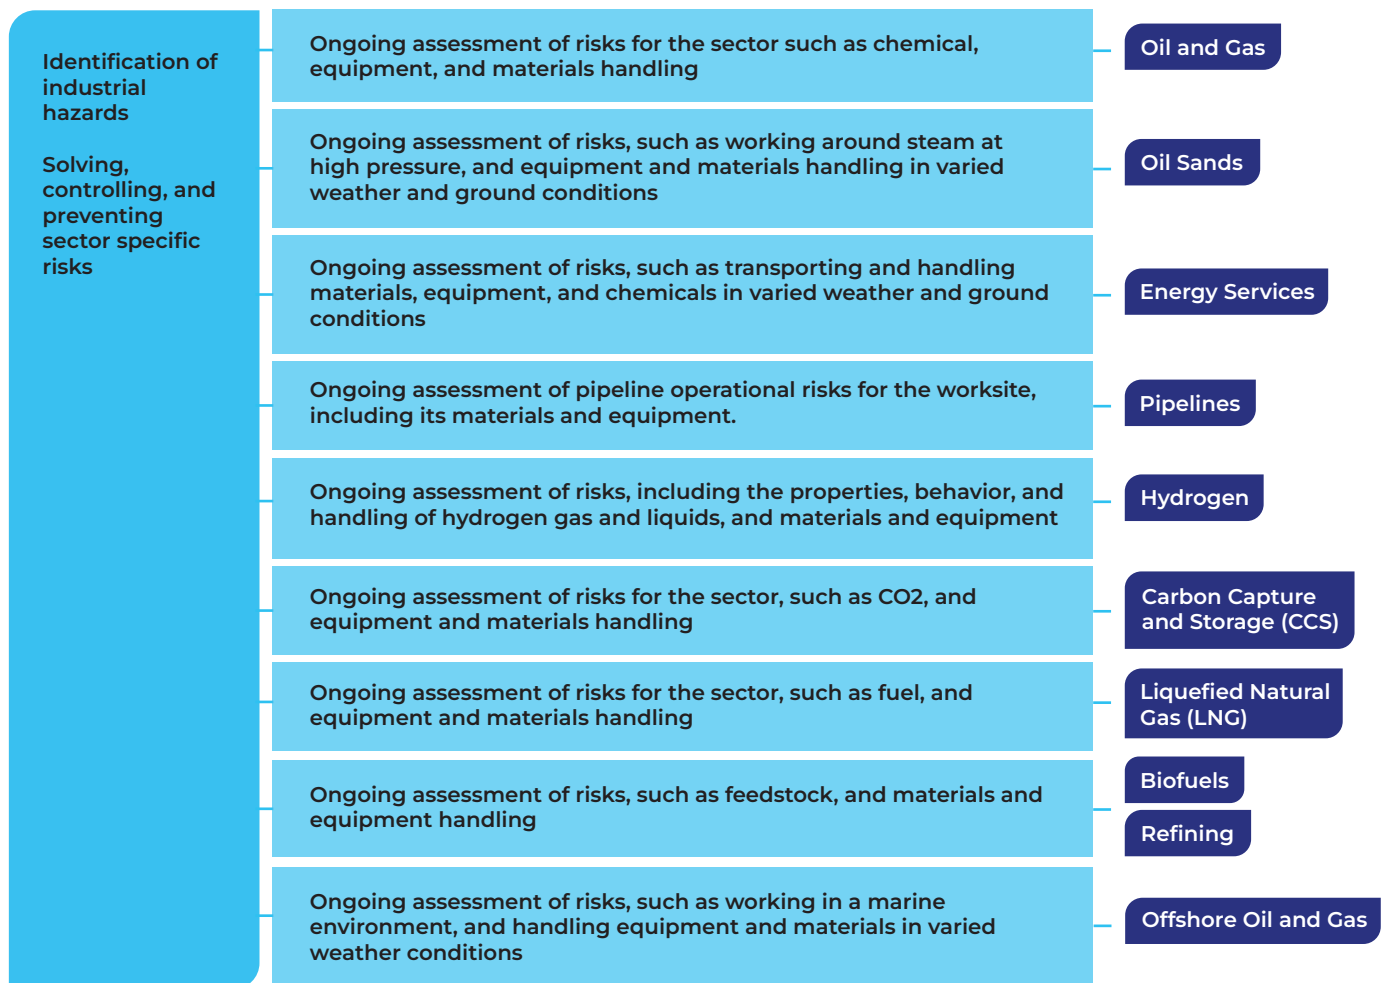 Identification of
industrial
hazards
Solving,
controlling, and
preventing
sector specific
risks
Ongoing assessment of risks for the sector such as chemical,
equipment, and materials handling
Oil and Gas
Ongoing assessment of risks, such as working around steam at
high pressure, and equipment and materials handling in varied
weather and ground conditions
Oil Sands
Ongoing assessment of risks, such as transporting and handling
materials, equipment, and chemicals in varied weather and ground
conditions
Energy Services
Ongoing assessment of pipeline operational risks for the worksite,
including its materials and equipment.
Pipelines
Ongoing assessment of risks, including the properties, behavior, and
handling of hydrogen gas and liquids, and materials and equipment
Hydrogen
Ongoing assessment of risks for the sector, such as CO2, and
equipment and materials handling
Carbon Capture
and Storage (CCS)
Ongoing assessment of risks for the sector, such as fuel, and
equipment and materials handling
Liquefied Natural
Gas (LNG)
Ongoing assessment of risks, such as feedstock, and materials and
equipment handling
Biofuels
Refining
Ongoing assessment of risks, such as working in a marine
environment, and handling equipment and materials in varied
weather conditions
Offshore Oil and Gas